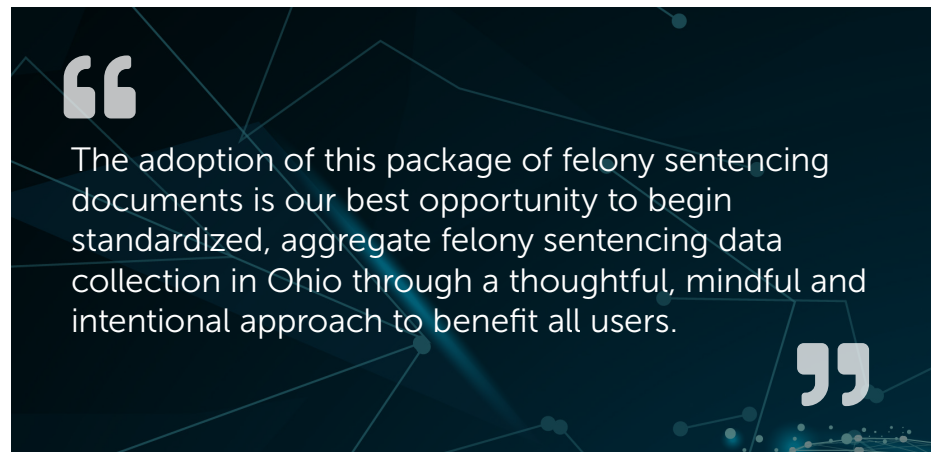 “
The adoption of this package of felony sentencing
documents is our best opportunity to begin
standardized, aggregate felony sentencing data
collection in Ohio through a thoughtful, mindful and
intentional approach to benefit all users.
”